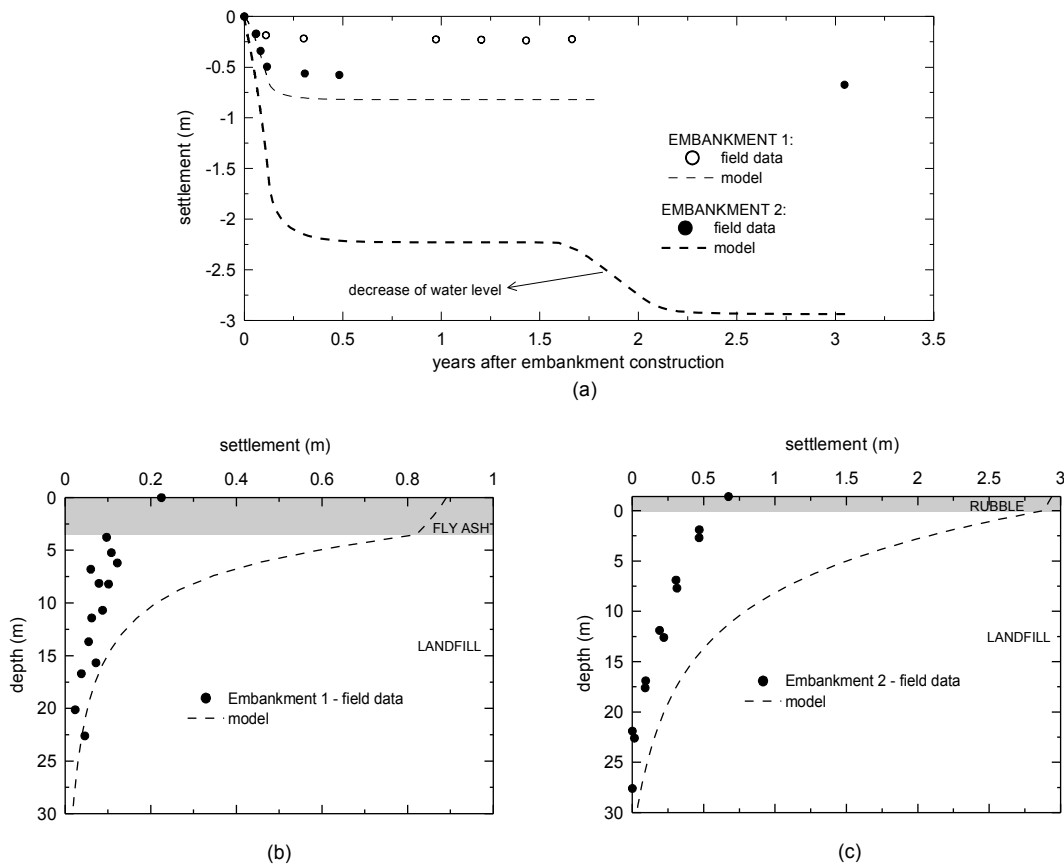 0
-0.5
-1
-1.5
-2
-2.5
-3
settlement (m)
0 0.5 1 1.5 2 2.5 3 3.5
years after embankment construction
EMBANKMENT 1:
field data
model
EMBANKMENT 2:
field data
model
decrease of water level
(a)
settlement (m)
0 0.2 0.4 0.6 0.8 1
0
5
10
15
20
25
30
depth (m)
FLY ASH
LANDFILL
Embankment 1 - field data
model
(b)
settlement (m)
0 0.5 1 1.5 2 2.5 3
0
5
10
15
20
25
30
depth (m)
RUBBLE
LANDFILL
Embankment 2 - field data
model
(c)